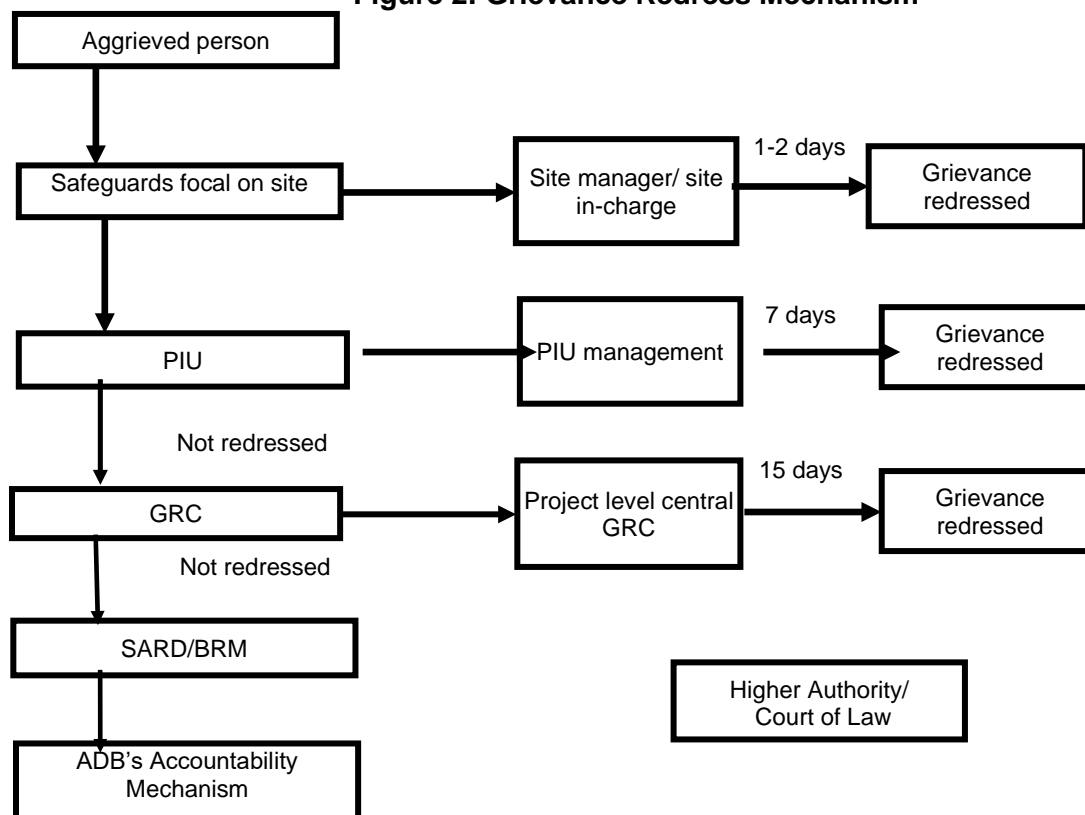 Figure 2: Grievance Redress Mechanism
Aggrieved person
Safeguards focal on site
Site manager/ site
in-charge
1-2 days
Grievance
redressed
PIU
PIU management
7 days
Grievance
redressed
Not redressed
GRC
Project level central
GRC
15 days
Grievance
redressed
Not redressed
SARD/BRM
Higher Authority/
Court of Law
ADB's Accountability
Mechanism